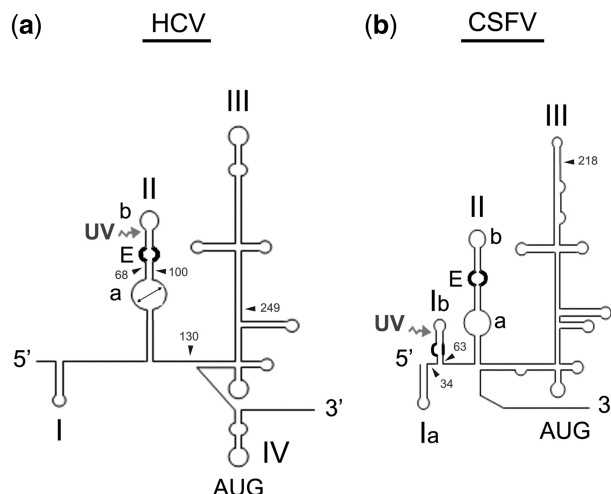 (a) HCV
III
II
b
UV
E
68 100
a
249
130
5’
I
3’
IV
AUG
(b) CSFV
III
218
II
b
E
Ib
a
UV
63
5’
34
3
Ia
AUG